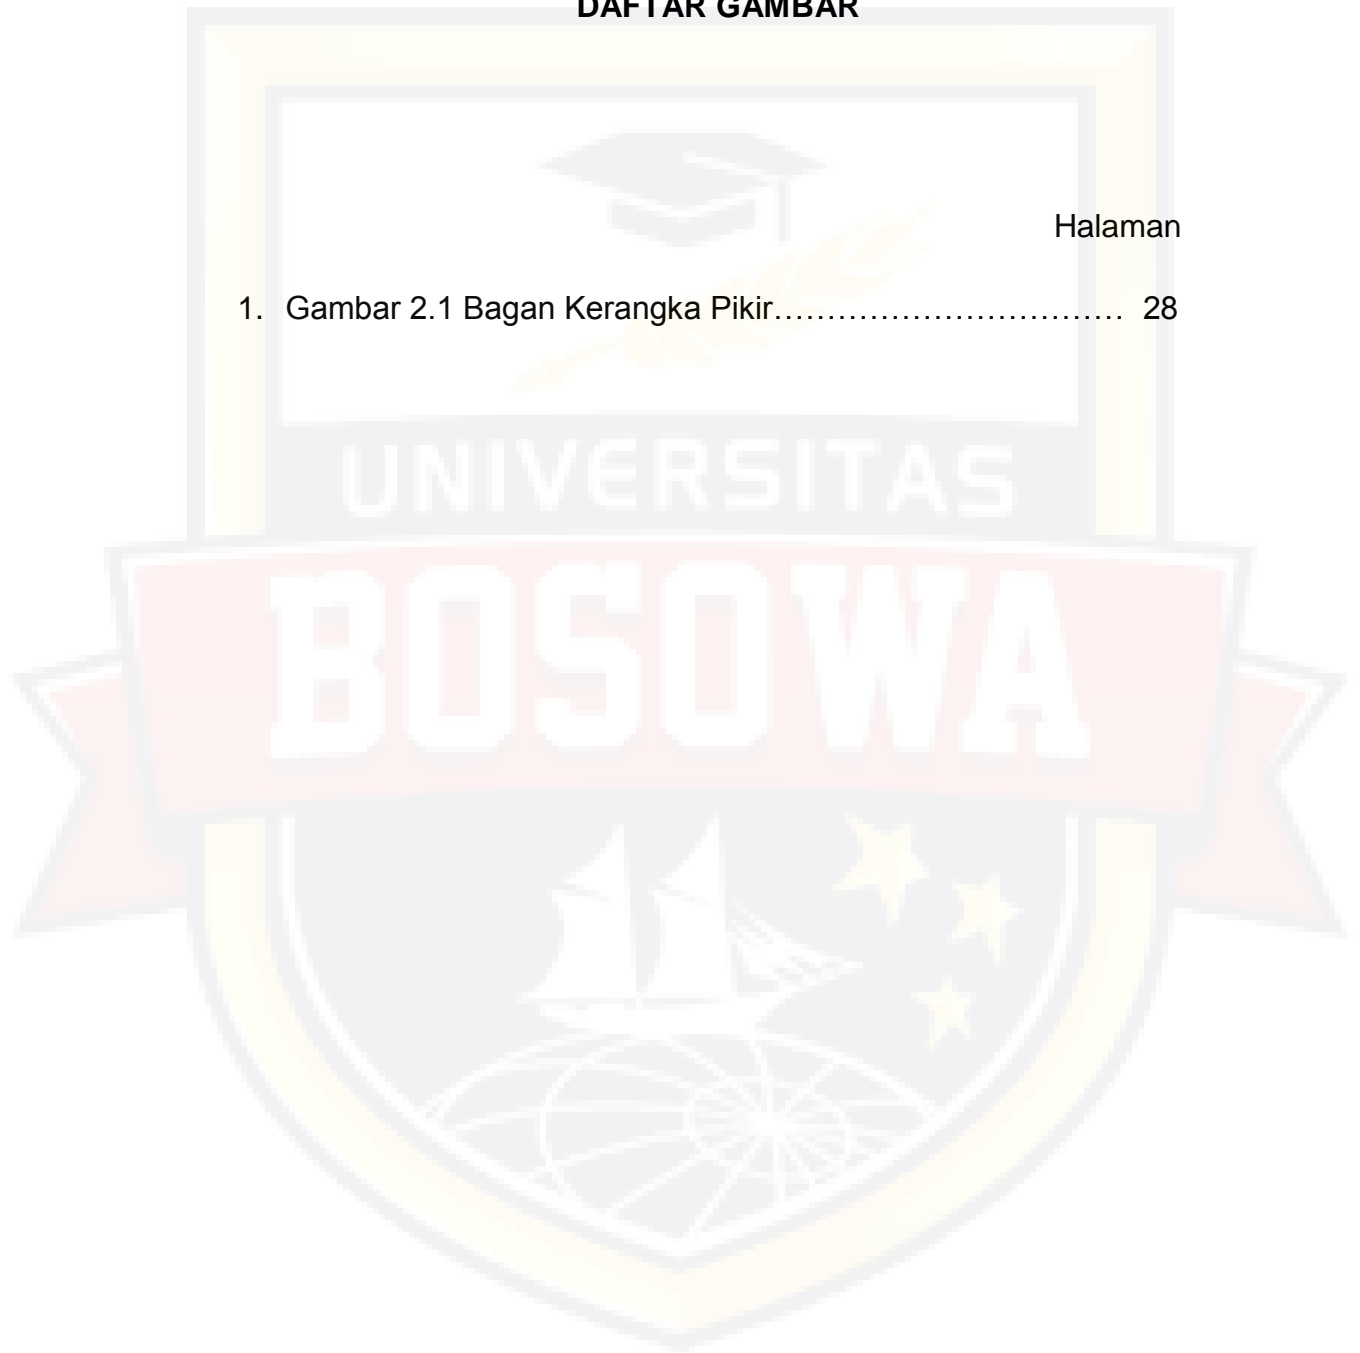 DAFTAR GAMBAR
Halaman
1. Gambar 2.1 Bagan Kerangka Pikir…………………………… 28
UNIVERSITAS
BOSOWA